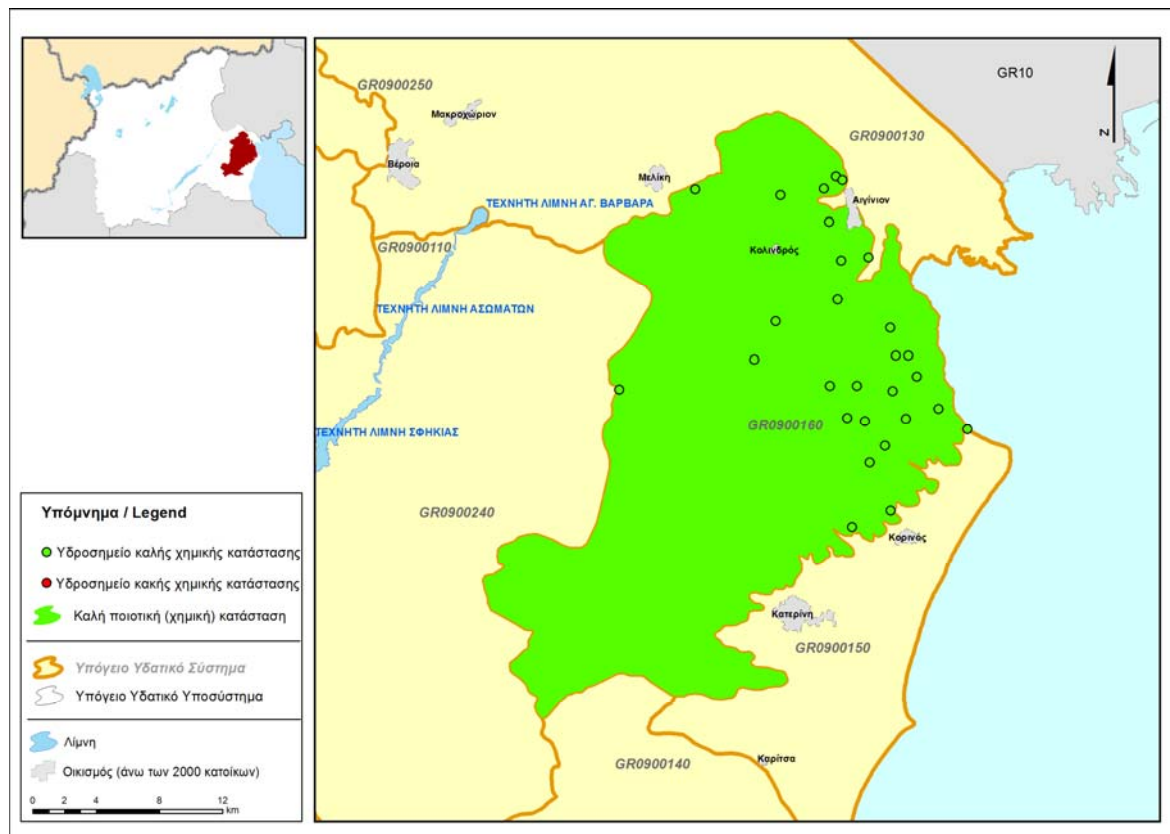 GR10
GR0900250
Μακροχώριον
GR0900130
Βέροια
Μελίκη
ΤΕΧΝΗΤΗ ΛΙΜΝΗ ΑΓ. ΒΑΡΒΑΡΑ
Αιγίνιον
GR0900110
Κολινδρός
ΤΕΧΝΗΤΗ ΛΙΜΝΗ ΑΣΩΜΑΤΩΝ
GR0900160
ΤΕΧΝΗΤΗ ΛΙΜΝΗ ΣΦΗΚΙΑΣ
GR0900240
Κορινός
Κατερίνη
GR0900150
GR0900140
Καρίτσα
Z
Υπόμνημα / Legend
Υδροσημείο καλής χημικής κατάστασης
Υδροσημείο κακής χημικής κατάστασης
Καλή ποιοτική (χημική) κατάσταση
Υπόγειο Υδατικό Σύστημα
Υπόγειο Υδατικό Υποσύστημα
Λίμνη
Οικισμός (άνω των 2000 κατοίκων)
0 2 4 8 12
km